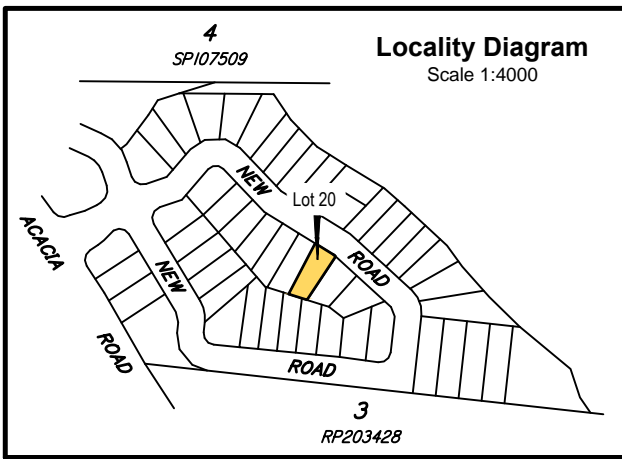 4
SP107509
Locality Diagram
Scale 1:4000
NEW
Lot 20
ACACIA
NEW
ROAD
ROAD
ROAD
3
RP203428